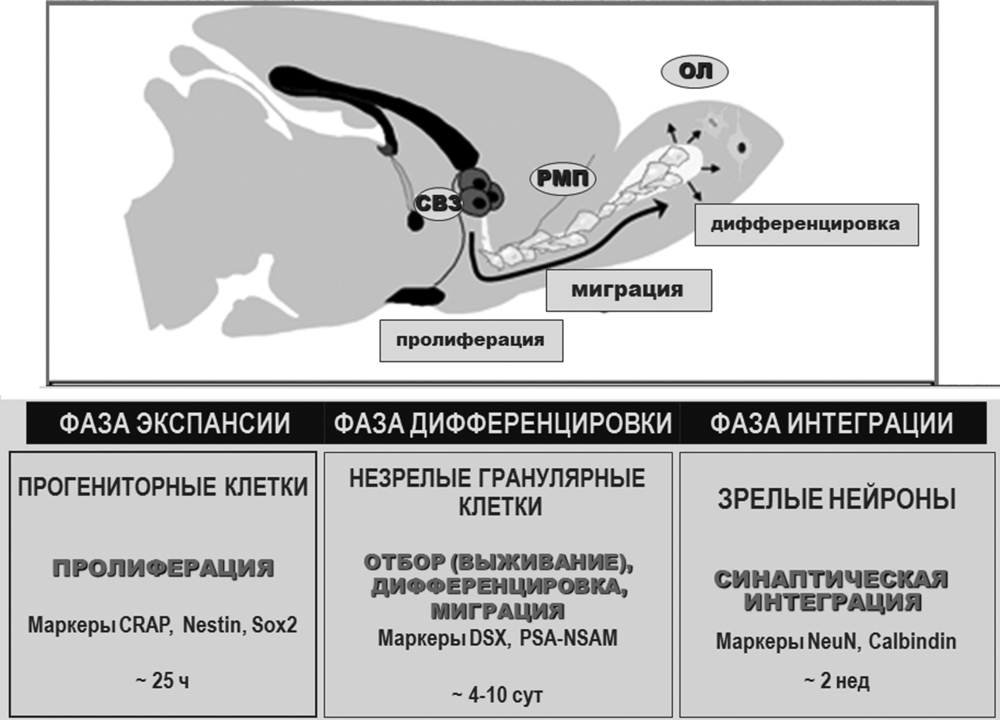 ОЛ
РМП
СВЗ
дифференцировка
миграция
пролиферация
ФАЗА ЭКСПАНСИИ
ПРОГЕНИТОРНЫЕ КЛЕТКИ
ПРОЛИФЕРАЦИЯ
Маркеры CRAP, Nestin, Sox2
~ 25 ч
ФАЗА ДИФФЕРЕНЦИРОВКИ
НЕЗРЕЛЫЕ ГРАНУЛЯРНЫЕ
КЛЕТКИ
ОТБОР (ВЫЖИВАНИЕ),
ДИФФЕРЕНЦИРОВКА,
МИГРАЦИЯ
Маркеры DSX, PSA-NSAM
~ 4-10 сут
ФАЗА ИНТЕГРАЦИИ
ЗРЕЛЫЕ НЕЙРОНЫ
СИНАПТИЧЕСКАЯ
ИНТЕГРАЦИЯ
Маркеры NeuN, Calbindin
~ 2 нед